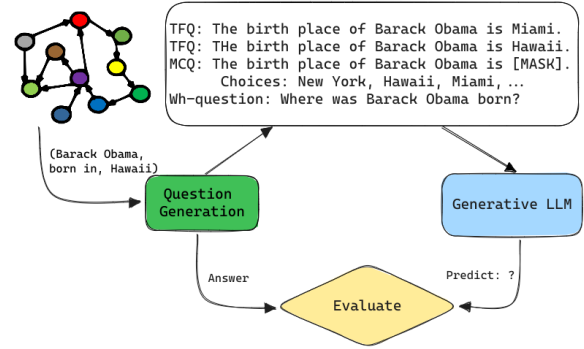 TFQ: The birth place of Barack Obama is Miami.
TFQ: THe birth place of Barack Obama is Hawaii.
MCQ: The birth place of Barack Obama is [MASK].
Choices: New York, Hawaii, Miami, ...
Wh-question: Where was Barack Obama born?
(Barack Obama,
born in, Hawaii)
Question
Generation
Generative LLM
Answer
Predict: ?
Evaluate